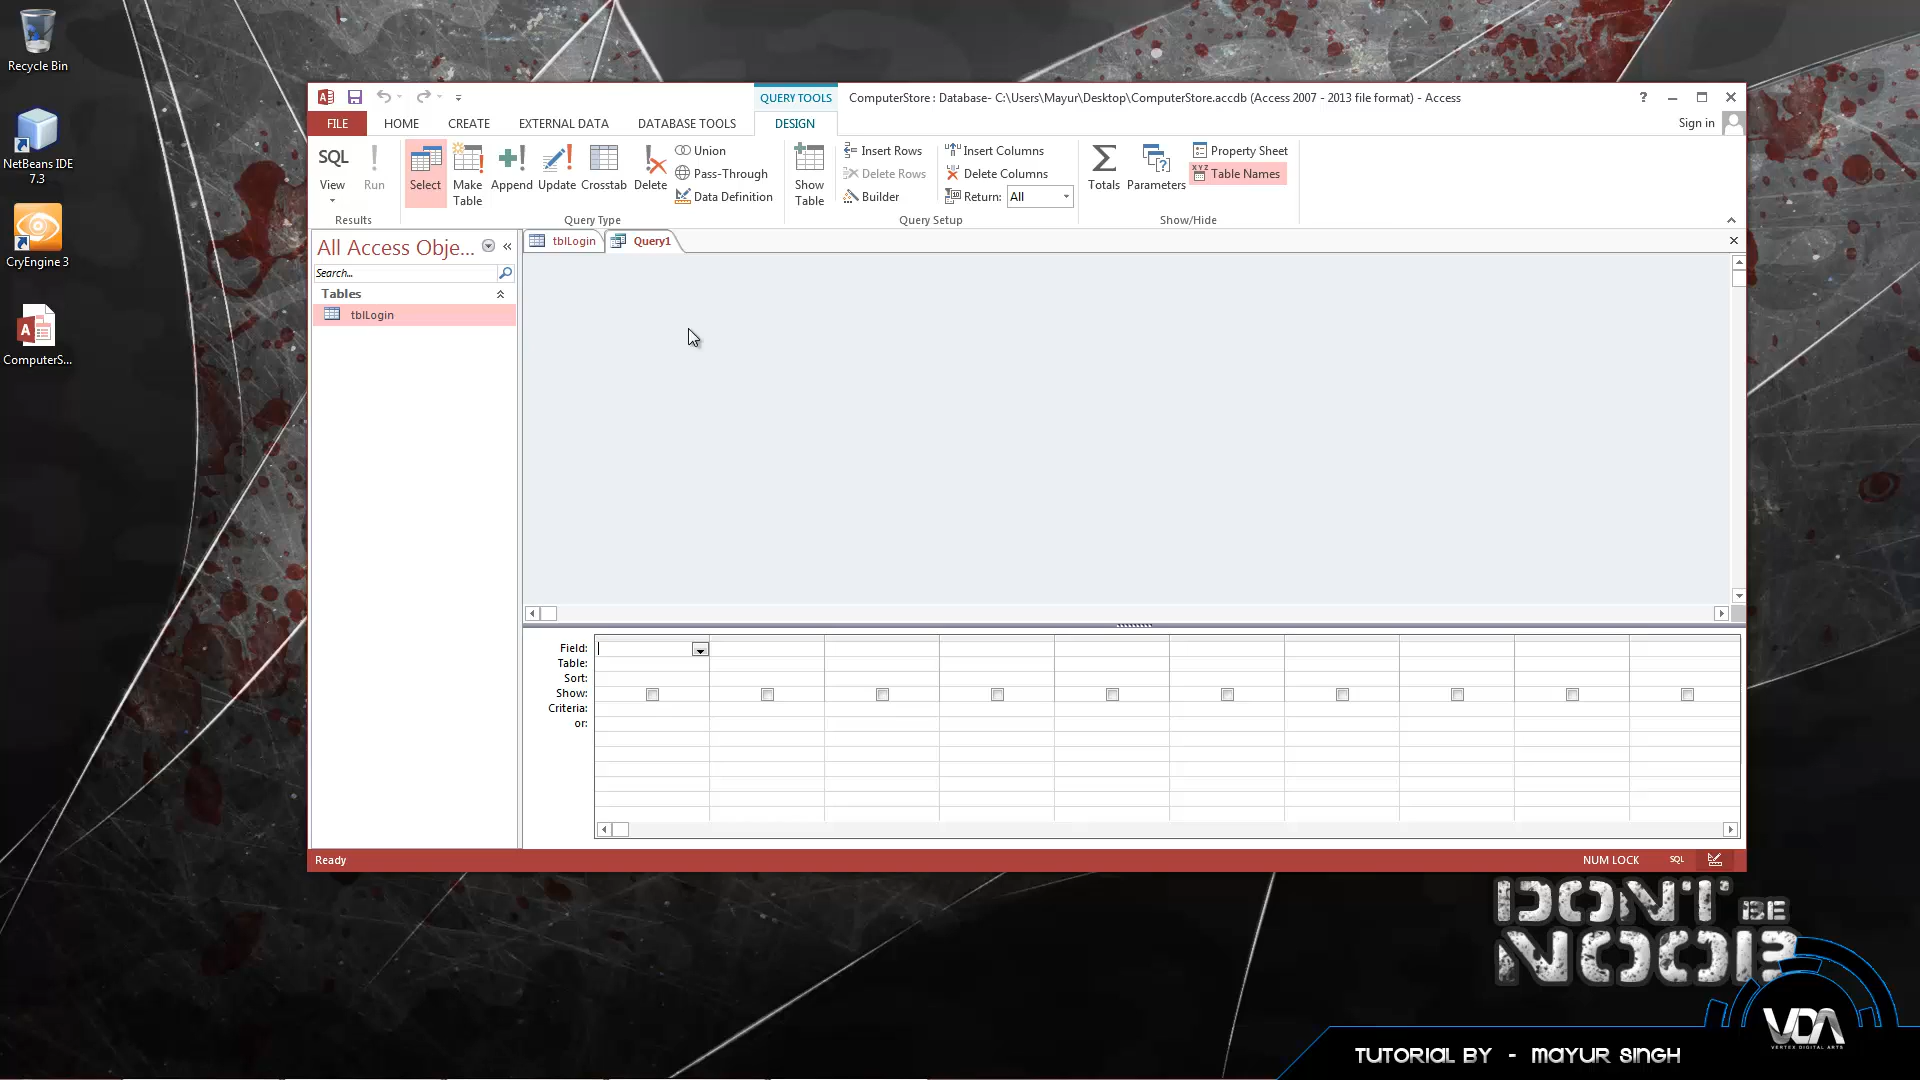 Recycle Bin
NetBeans IDE
7.3
CryEngine 3
ComputerS...
QUERY TOOLS
ComputerStore : Database- C:\Users\Mayur\Desktop\ComputerStore.accdb (Access 2007 - 2013 file format) - Access
?
FILE
HOME
CREATE
EXTERNAL DATA
DATABASE TOOLS
DESIGN
Sign in
SQL
View
Run
Results
Select
Make
Table
Append
Update
Crosstab
Delete
Union
Pass-Through
Data Definition
Query Type
Show
Table
Insert Rows
Delete Rows
Builder
Insert Columns
Delete Columns
Return: All
Query Setup
Totals
Parameters
Property Sheet
Table Names
Show/Hide
All Access Obje...
Search...
Tables
tblLogin
tblLogin
Query1
Field:
Table:
Sort:
Show:
Criteria:
or:
Ready
NUM LOCK
SQL
DON'T BE
NOOB
VDA
VERTEX DIGITAL ARTS
TUTORIAL BY - MAYUR SINGH